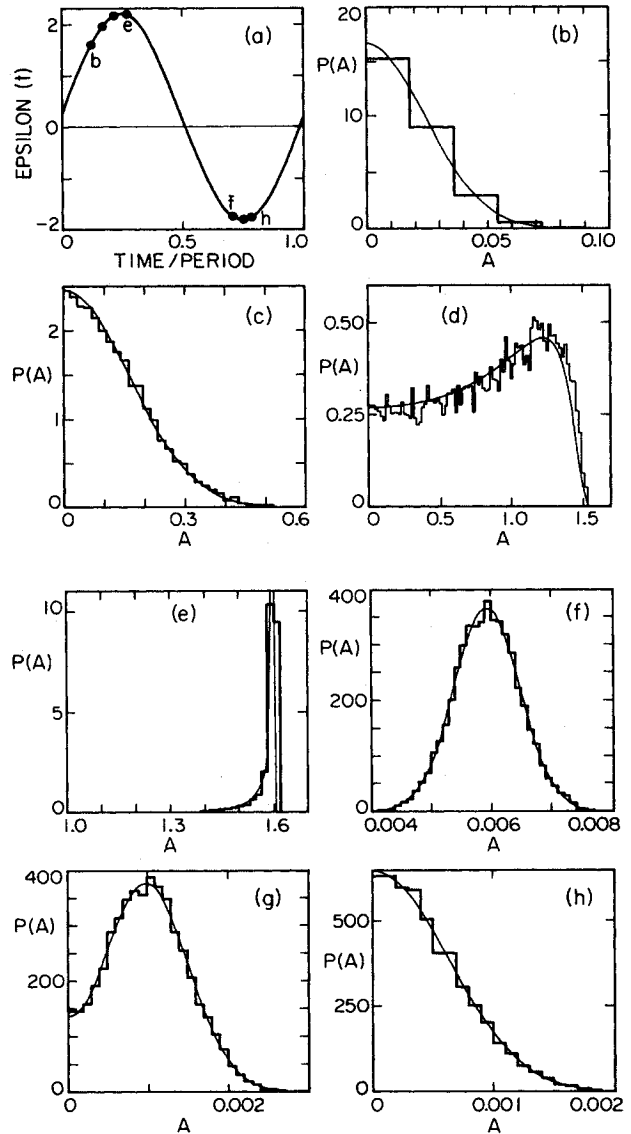 (a)
EPSILON (t)
2
0
-2
b
e
f
h
0
0.5
1.0
TIME/PERIOD
(b)
P(A)
20
15
10
5
0
0
0.05
0.10
A
(c)
P(A)
2
1
0
0
0.3
0.6
A
(d)
P(A)
0.50
0.25
0
0
0.5
1.0
1.5
A
(e)
P(A)
10
5
0
1.0
1.3
1.6
A
(f)
P(A)
400
200
0
0.004
0.006
0.008
A
(g)
P(A)
400
200
0
0
0.002
A
(h)
P(A)
500
250
0
0
0.001
0.002
A